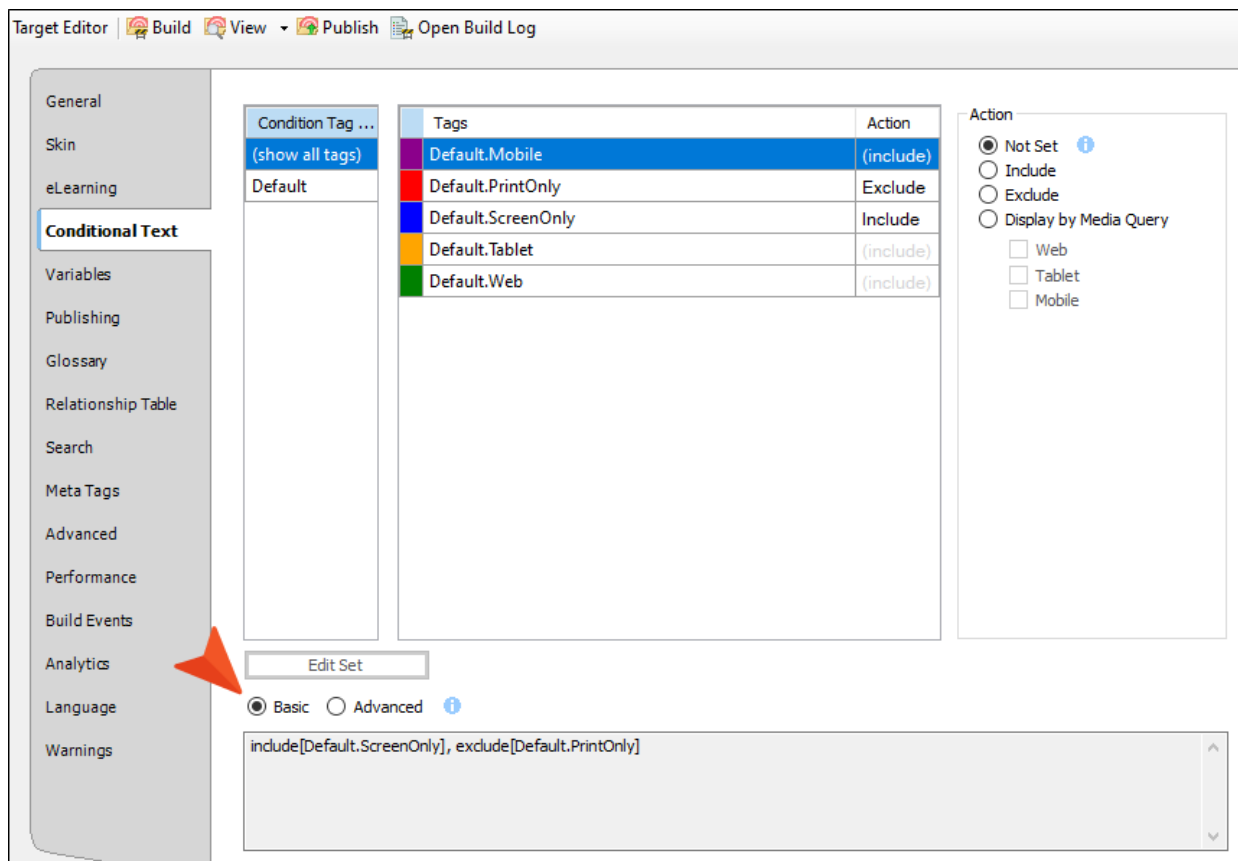 Target Editor Build View Publish Open Build Log
General
Skin
eLearning
Conditional Text
Variables
Publishing
Glossary
Relationship Table
Search
Meta Tags
Advanced
Performance
Build Events
Analytics
Language
Warnings
Condition Tag ...
(show all tags)
Default
Tags Action
Default.Mobile (include)
Default.PrintOnly Exclude
Default.ScreenOnly Include
Default.Tablet (include)
Default.Web (include)
Action
Not Set
Include
Exclude
Display by Media Query
Web
Tablet
Mobile
Edit Set
Basic Advanced
include[Default.ScreenOnly], exclude[Default.PrintOnly]